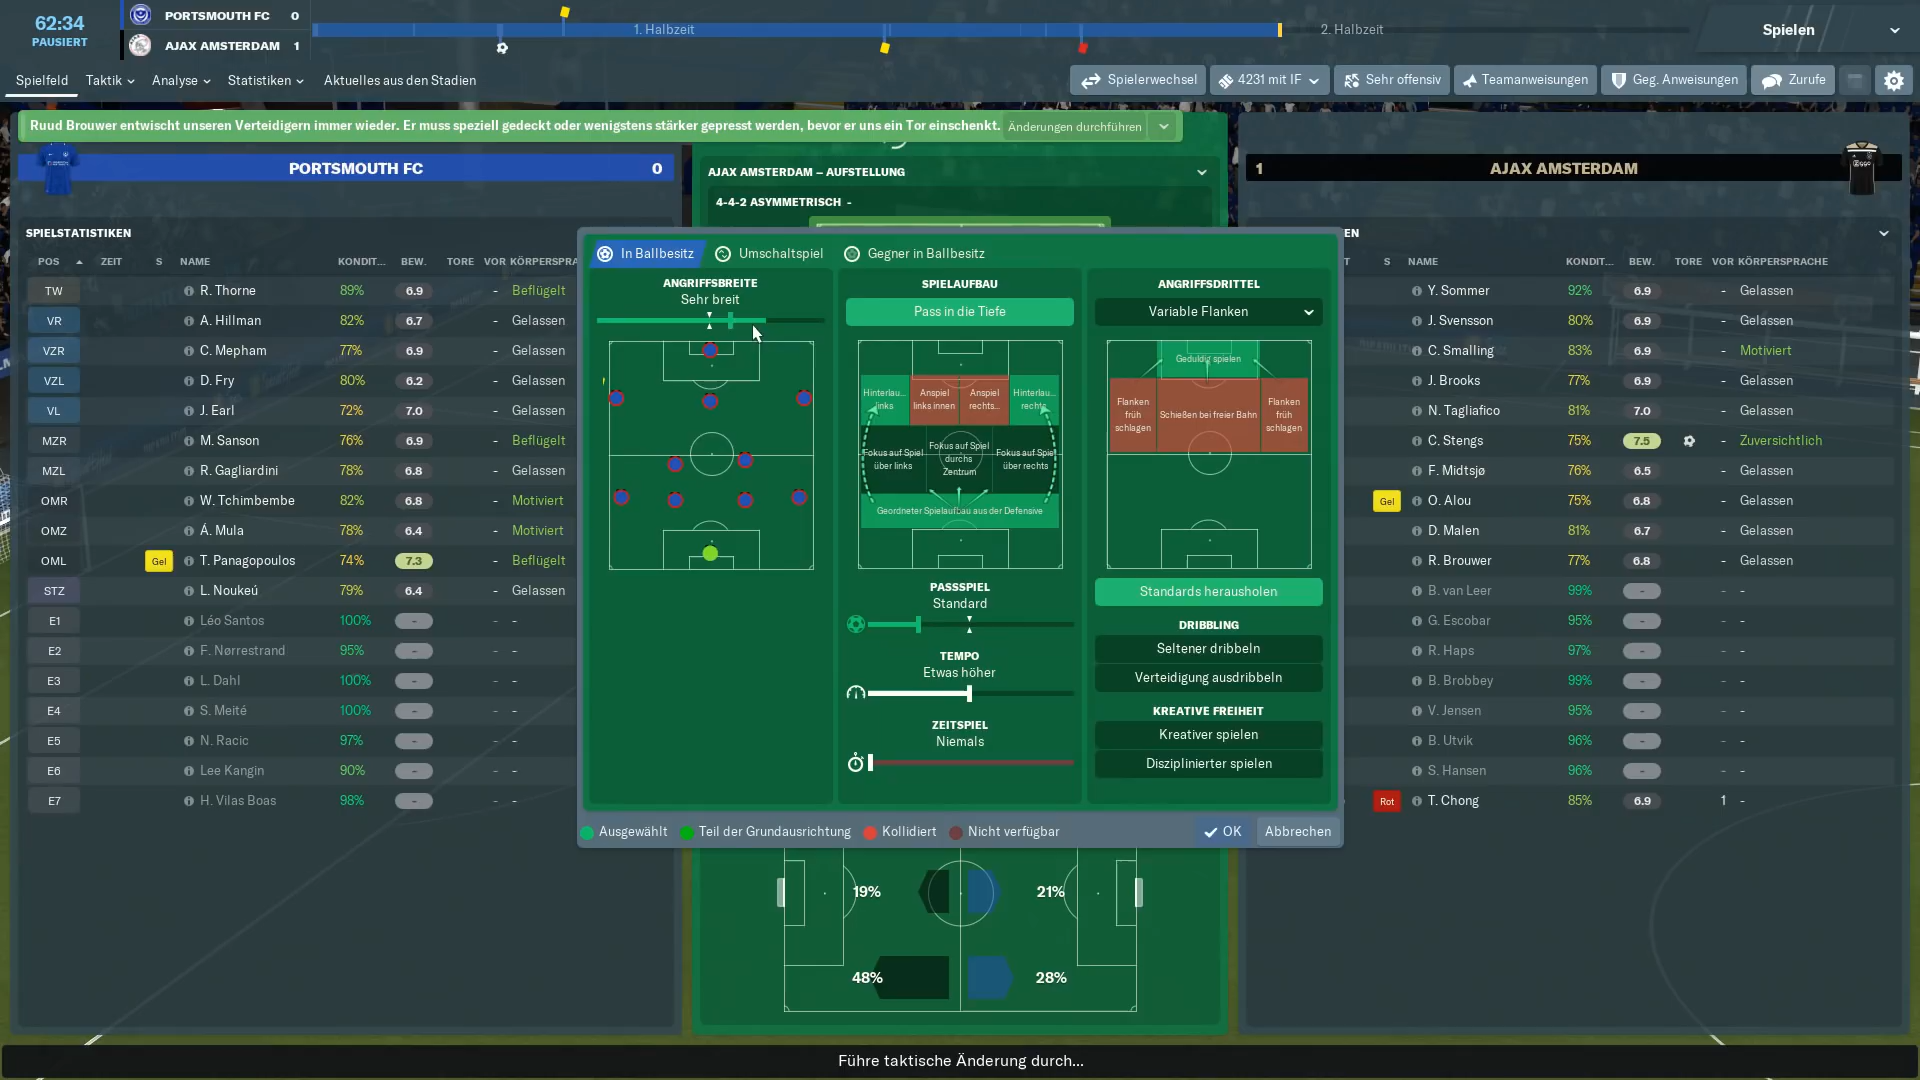 62:34
PAUSIERT
PORTSMOUTH FC 0
AJAX AMSTERDAM 1
1. Halbzeit
2. Halbzeit
Spielen
Spielfeld Taktik Analyse Statistiken Aktuelles aus den Stadien
Spielerwechsel 4231 mit IF Sehr offensiv Teamanweisungen Geg. Anweisungen Zurufe
Ruud Brouwer entwischt unseren Verteidigern immer wieder. Er muss speziell gedeckt oder wenigstens stärker gepresst werden, bevor er uns ein Tor einschenkt. Änderungen durchführen
PORTSMOUTH FC 0
SPIELSTATISTIKEN
POS ZEIT S NAME KONDIT... BEW. TORE VOR KÖRPERSPRA
TW R. Thorne 89% 6.9 - Beflügelt
VR A. Hillman 82% 6.7 - Gelassen
VZR C. Mepham 77% 6.9 - Gelassen
VZL D. Fry 80% 6.2 - Gelassen
VL J. Earl 72% 7.0 - Gelassen
MZR M. Sanson 76% 6.9 - Beflügelt
MZL R. Gagliardini 78% 6.8 - Gelassen
OMR W. Tchimbembe 82% 6.8 - Motiviert
OMZ Á. Mula 78% 6.4 - Motiviert
OML Gel T. Panagopoulos 74% 7.3 - Beflügelt
STZ L. Noukeú 79% 6.4 - Gelassen
E1 Léo Santos 100% - - -
E2 F. Nørrestrand 95% - - -
E3 L. Dahl 100% - - -
E4 S. Meité 100% - - -
E5 N. Racic 97% - - -
E6 Lee Kangin 90% - - -
E7 H. Vilas Boas 98% - - -
AJAX AMSTERDAM – AUFSTELLUNG
4-4-2 ASYMMETRISCH -
In Ballbesitz Umschaltspiel Gegner in Ballbesitz
ANGRIFFSBREITE
Sehr breit
SPIELAUFBAU
Pass in die Tiefe
Hinterlau... links
Anspiel links innen
Anspiel rechts...
Hinterlau... rechts
Fokus auf Spiel über links
Fokus auf Spiel durchs Zentrum
Fokus auf Spiel über rechts
Geordneter Spielaufbau aus der Defensive
PASSSPIEL
Standard
TEMPO
Etwas höher
ZEITSPIEL
Niemals
ANGRIFFSDRITTEL
Variable Flanken
Geduldig spielen
Flanken früh schlagen
Schießen bei freier Bahn
Flanken früh schlagen
Standards herausholen
DRIBBLING
Seltener dribbeln
Verteidigung ausdribbeln
KREATIVE FREIHEIT
Kreativer spielen
Disziplinierter spielen
Ausgewählt Teil der Grundausrichtung Kollidiert Nicht verfügbar OK Abbrechen
19% 21%
48% 28%
1 AJAX AMSTERDAM
EN
T S NAME KONDIT... BEW. TORE VOR KÖRPERSPRACHE
Y. Sommer 92% 6.9 - Gelassen
J. Svensson 80% 6.9 - Gelassen
C. Smalling 83% 6.9 - Motiviert
J. Brooks 77% 6.9 - Gelassen
N. Tagliafico 81% 7.0 - Gelassen
C. Stengs 75% 7.5 - Zuversichtlich
F. Midtsjø 76% 6.5 - Gelassen
Gel O. Alou 75% 6.8 - Gelassen
D. Malen 81% 6.7 - Gelassen
R. Brouwer 77% 6.8 - Gelassen
B. van Leer 99% - - -
G. Escobar 95% - - -
R. Haps 97% - - -
B. Brobbey 99% - - -
V. Jensen 95% - - -
B. Utvik 96% - - -
S. Hansen 96% - - -
Rot T. Chong 85% 6.9 1 -
Führe taktische Änderung durch...